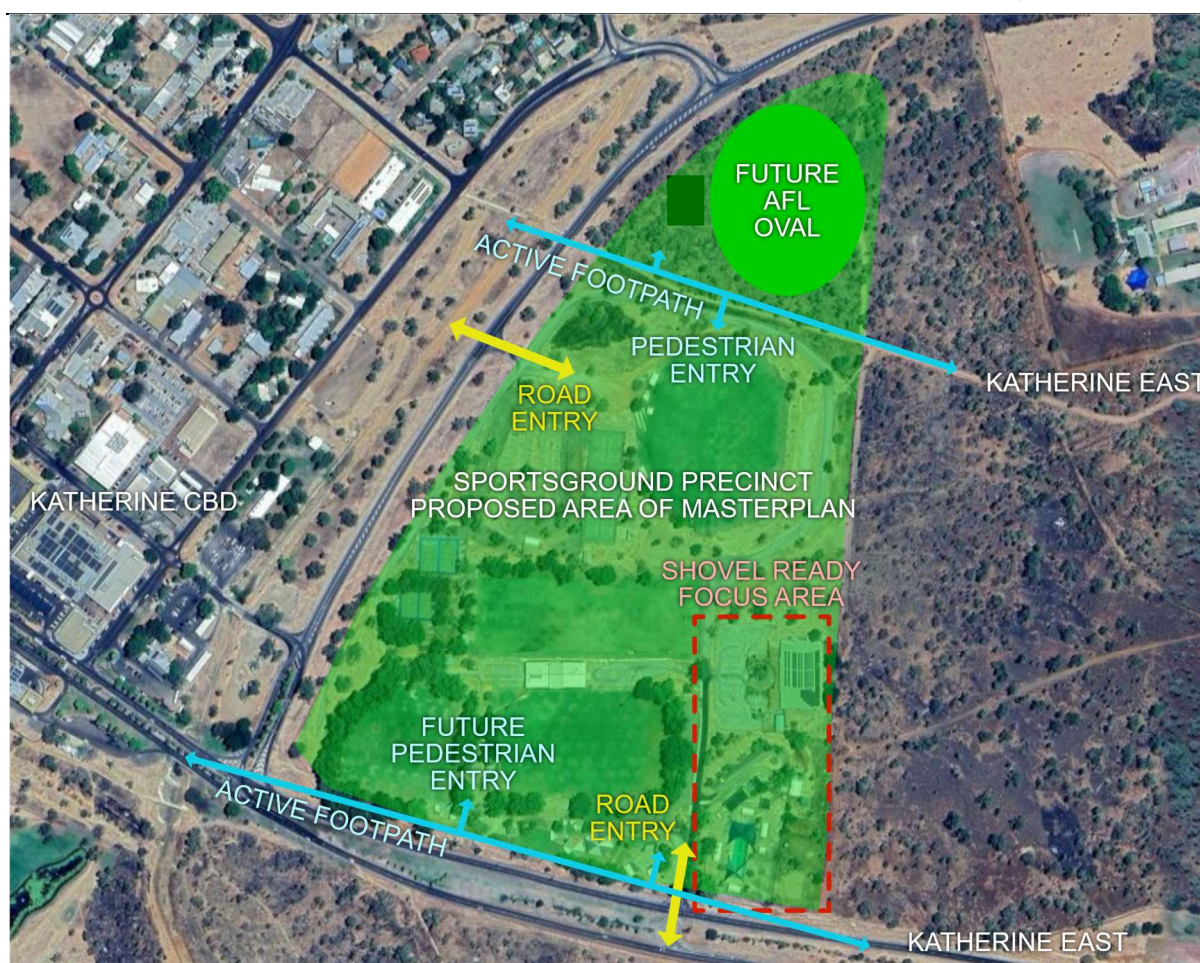 FUTURE
AFL
OVAL
ACTIVE FOOTPATH
PEDESTRIAN
ENTRY
KATHERINE EAST
ROAD
ENTRY
SPORTSGROUND PRECINCT
PROPOSED AREA OF MASTERPLAN
KATHERINE CBD
SHOVEL READY
FOCUS AREA
FUTURE
PEDESTRIAN
ENTRY
ACTIVE FOOTPATH
ROAD
ENTRY
KATHERINE EAST